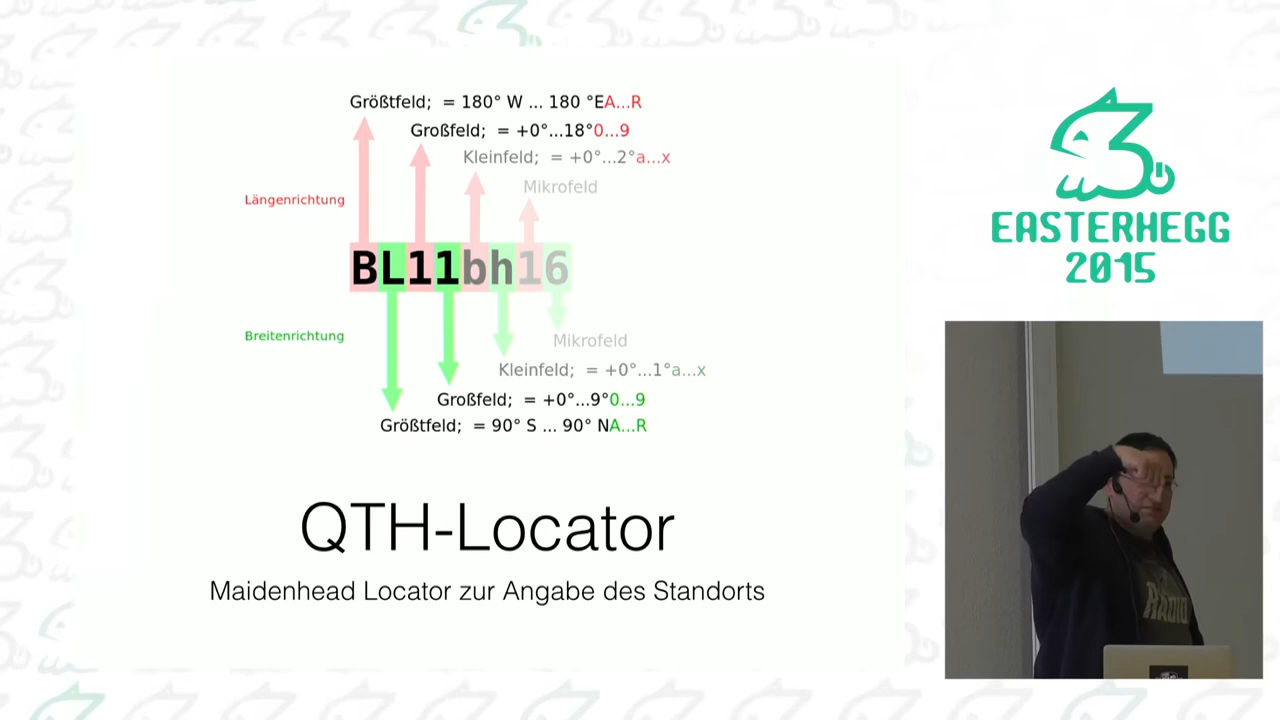 Größtfeld;  = 180° W ... 180 °EA...R
Großfeld;  = +0°...18°0...9
Kleinfeld;  = +0°...2°a...x
Mikrofeld
Längenrichtung
BL11bh16
Breitenrichtung
Mikrofeld
Kleinfeld;  = +0°...1°a...x
Großfeld;  = +0°...9°0...9
Größtfeld;  = 90° S ... 90° NA...R
QTH-Locator
Maidenhead Locator zur Angabe des Standorts
EASTERHEGG
2015
RADIO